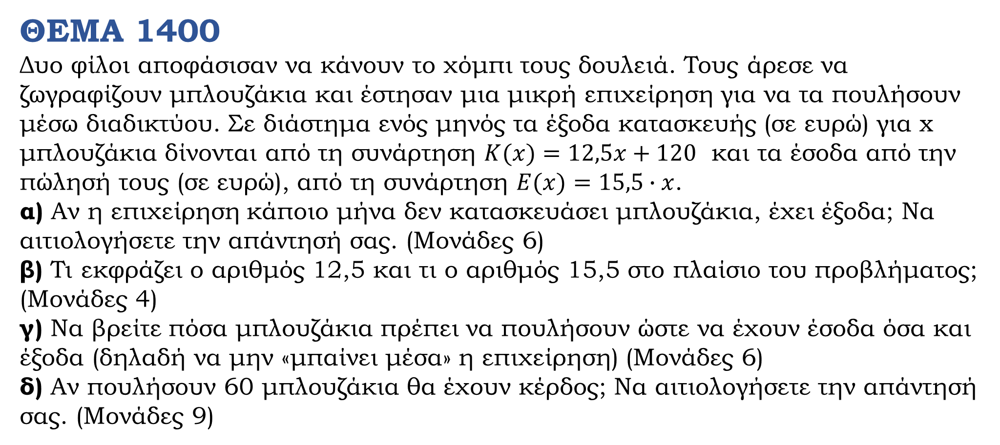 ΘΕΜΑ 1400
Δυο φίλοι αποφάσισαν να κάνουν το χόμπι τους δουλειά. Τους άρεσε να
ζωγραφίζουν μπλουζάκια και έστησαν μια μικρή επιχείρηση για να τα πουλήσουν
μέσω διαδικτύου. Σε διάστημα ενός μηνός τα έξοδα κατασκευής (σε ευρώ) για x
μπλουζάκια δίνονται από τη συνάρτηση K(x) = 12,5x + 120 και τα έσοδα από την
πώλησή τους (σε ευρώ), από τη συνάρτηση E(x) = 15,5 · x.
α) Αν η επιχείρηση κάποιο μήνα δεν κατασκευάσει μπλουζάκια, έχει έξοδα; Να
αιτιολογήσετε την απάντησή σας. (Μονάδες 6)
β) Τι εκφράζει ο αριθμός 12,5 και τι ο αριθμός 15,5 στο πλαίσιο του προβλήματος;
(Μονάδες 4)
γ) Να βρείτε πόσα μπλουζάκια πρέπει να πουλήσουν ώστε να έχουν έσοδα όσα και
έξοδα (δηλαδή να μην «μπαίνει μέσα» η επιχείρηση) (Μονάδες 6)
δ) Αν πουλήσουν 60 μπλουζάκια θα έχουν κέρδος; Να αιτιολογήσετε την απάντησή
σας. (Μονάδες 9)